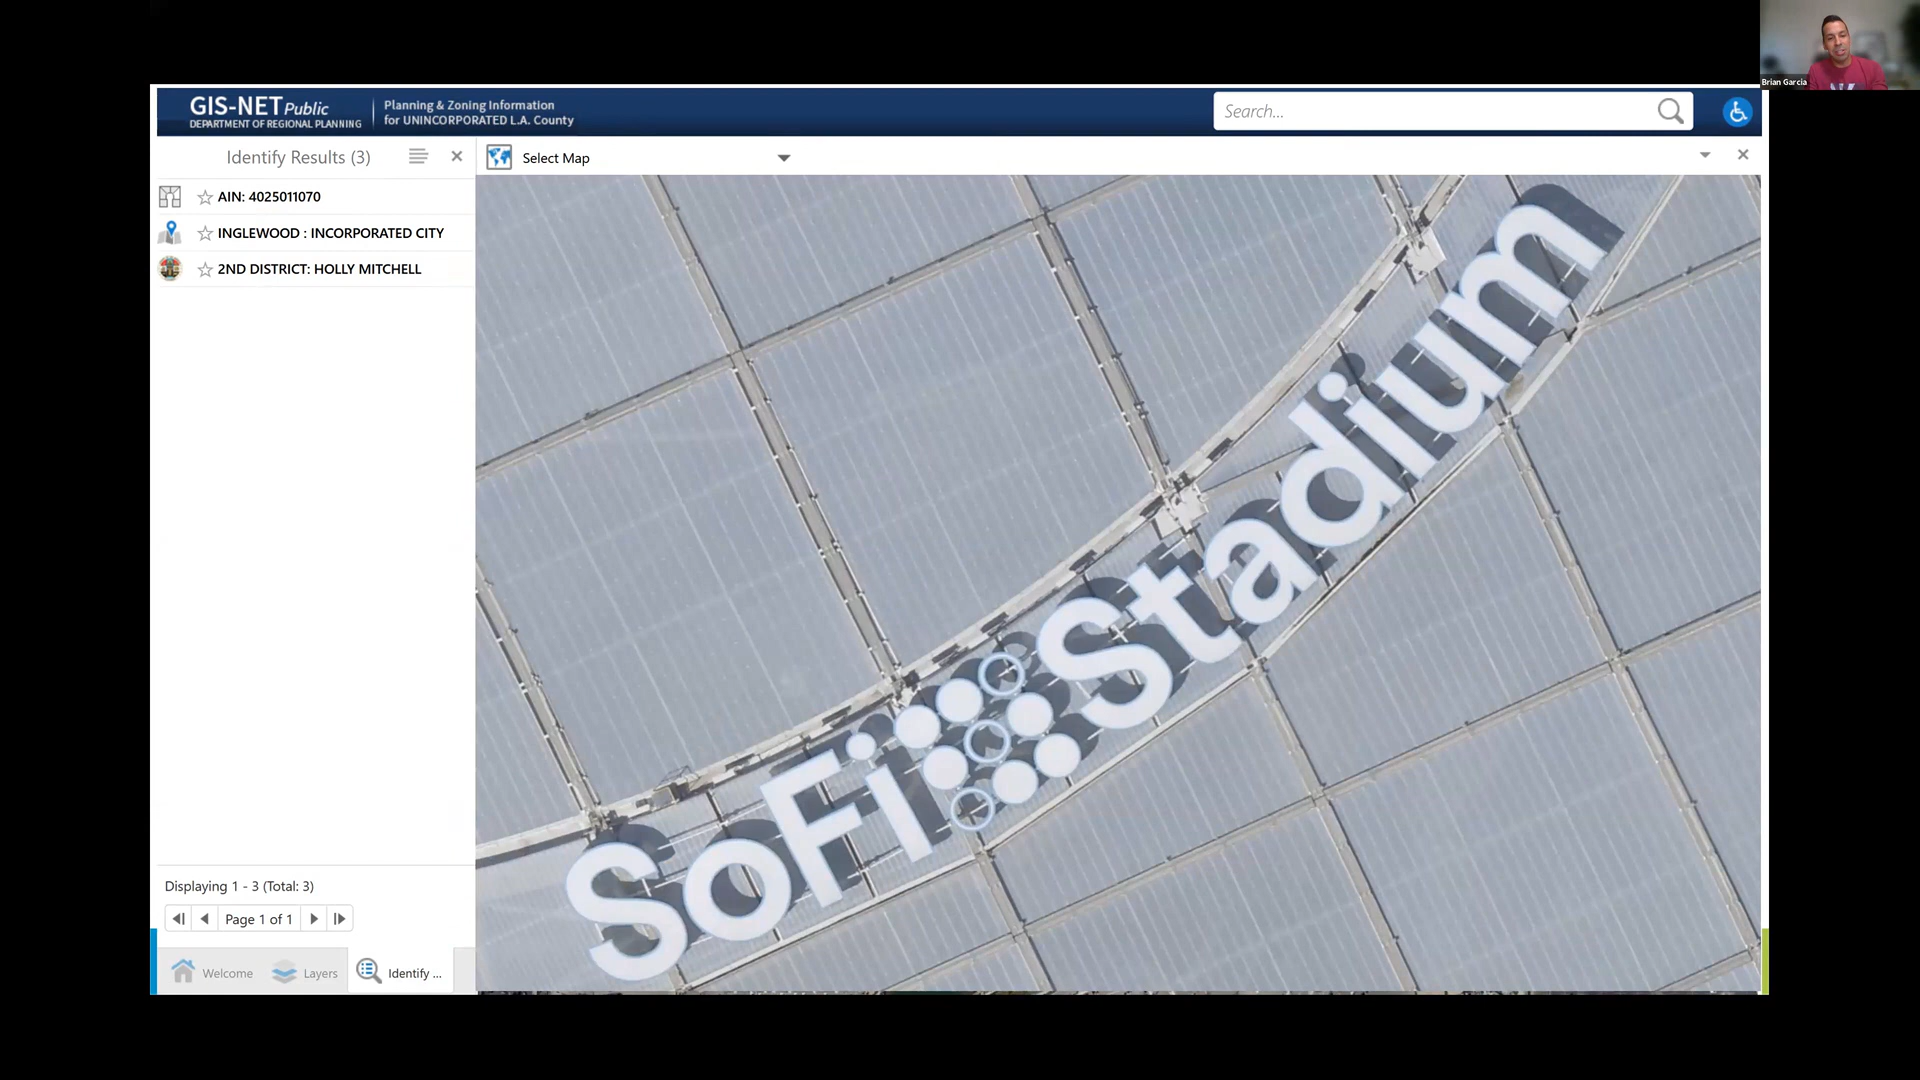 Brian Garcia
GIS-NET Public
DEPARTMENT OF REGIONAL PLANNING
Planning & Zoning Information
for UNINCORPORATED L.A. County
Search...
Identify Results (3)
Select Map
AIN: 4025011070
INGLEWOOD : INCORPORATED CITY
2ND DISTRICT: HOLLY MITCHELL
SoFi Stadium
Displaying 1 - 3 (Total: 3)
Page 1 of 1
Welcome
Layers
Identify ...